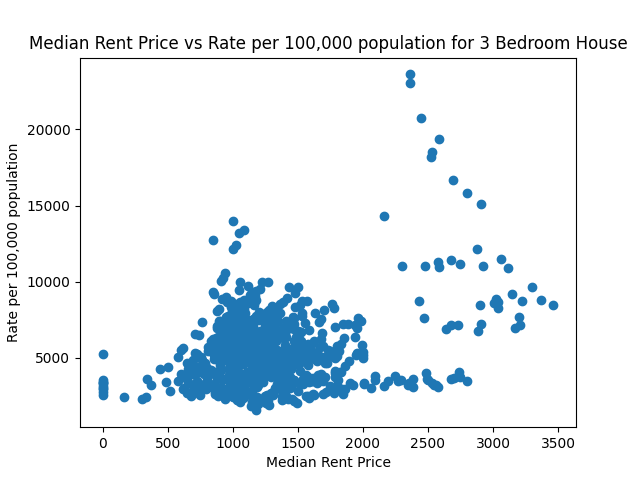 Median Rent Price vs Rate per 100,000 population for 3 Bedroom House
Rate per 100,000 population
20000
15000
10000
5000
0 500 1000 1500 2000 2500 3000 3500
Median Rent Price